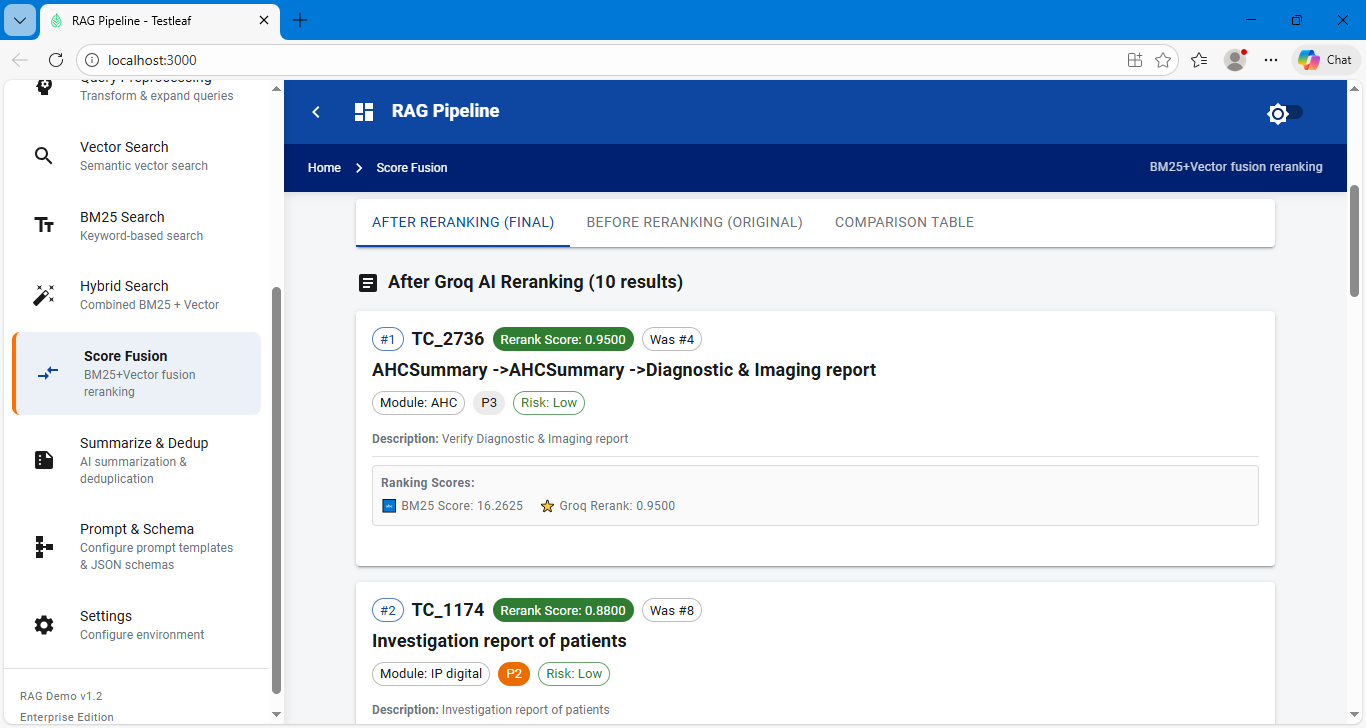 RAG Pipeline - Testleaf
localhost:3000
Chat
Query Preprocessing
Transform & expand queries
Vector Search
Semantic vector search
BM25 Search
Keyword-based search
Hybrid Search
Combined BM25 + Vector
Score Fusion
BM25+Vector fusion
reranking
Summarize & Dedup
AI summarization &
deduplication
Prompt & Schema
Configure prompt templates
& JSON schemas
Settings
Configure environment
RAG Demo v1.2
Enterprise Edition
RAG Pipeline
Home Score Fusion BM25+Vector fusion reranking
AFTER RERANKING (FINAL) BEFORE RERANKING (ORIGINAL) COMPARISON TABLE
After Groq AI Reranking (10 results)
#1 TC_2736 Rerank Score: 0.9500 Was #4
AHCSummary ->AHCSummary ->Diagnostic & Imaging report
Module: AHC P3 Risk: Low
Description: Verify Diagnostic & Imaging report
Ranking Scores:
BM25 Score: 16.2625 Groq Rerank: 0.9500
#2 TC_1174 Rerank Score: 0.8800 Was #8
Investigation report of patients
Module: IP digital P2 Risk: Low
Description: Investigation report of patients